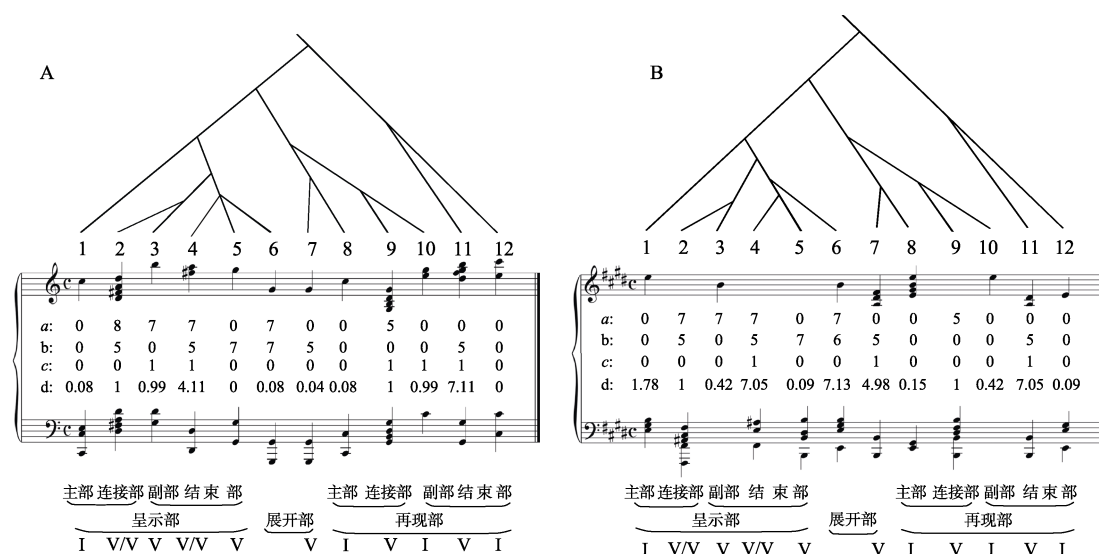 A
1 2 3 4 5 6 7 8 9 10 11 12
a: 0 8 7 7 0 7 0 0 5 0 0 0
b: 0 5 0 5 7 7 5 0 0 0 5 0
c: 0 0 1 1 0 0 0 0 1 1 1 0
d: 0.08 1 0.99 4.11 0 0.08 0.04 0.08 1 0.99 7.11 0
主部 连接部 副部 结 束 部 主部 连接部 副部 结 束 部
呈示部 展开部 再现部
I V/V V V/V V V I V I V I
B
1 2 3 4 5 6 7 8 9 10 11 12
a: 0 7 7 7 0 7 0 0 5 0 0 0
b: 0 5 0 5 7 6 5 0 0 0 5 0
c: 0 0 0 1 0 0 0 0 0 0 1 0
d: 1.78 1 0.42 7.05 0.09 7.13 4.98 0.15 1 0.42 7.05 0.09
主部 连接部 副部 结 束 部 主部 连接部 副部 结 束 部
呈示部 展开部 再现部
I V/V V V/V V V I V I V I